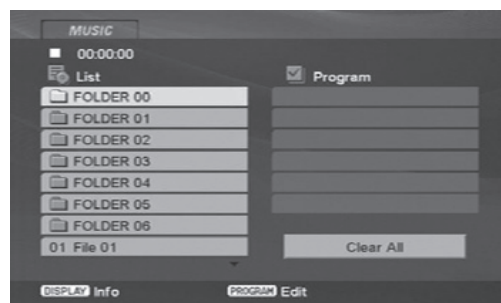 MUSIC
00:00:00
List
Program
FOLDER 00
FOLDER 01
FOLDER 02
FOLDER 03
FOLDER 04
FOLDER 05
FOLDER 06
01 File 01
Clear All
DISPLAY Info
PROGRAM Edit